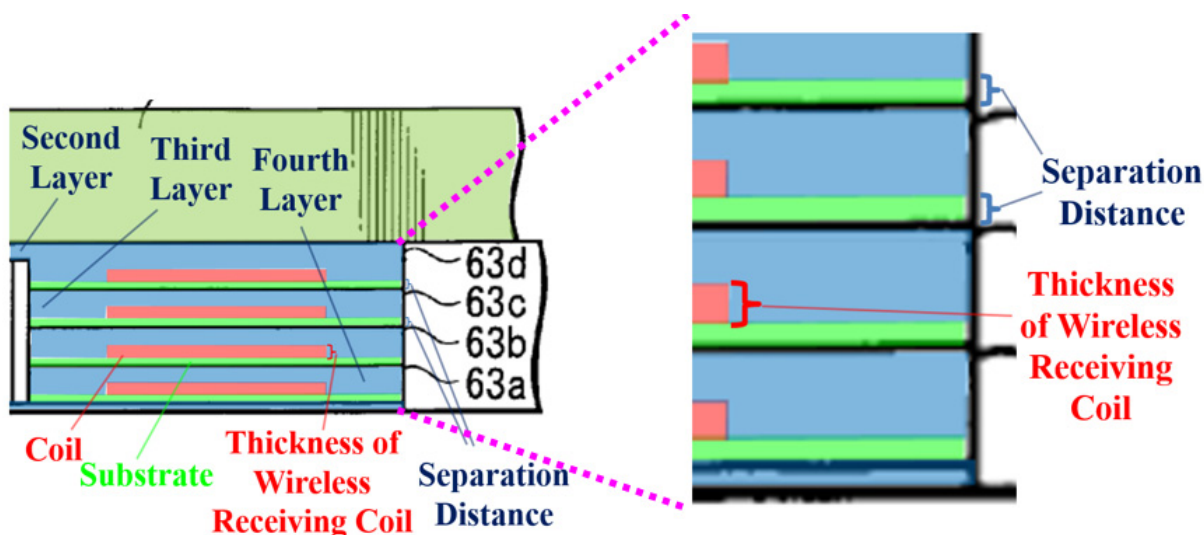 Second
Layer
Third
Layer
Fourth
Layer
63d
63c
63b
63a
Coil
Substrate
Thickness of
Wireless
Receiving Coil
Separation
Distance
Separation
Distance
Thickness
of Wireless
Receiving
Coil